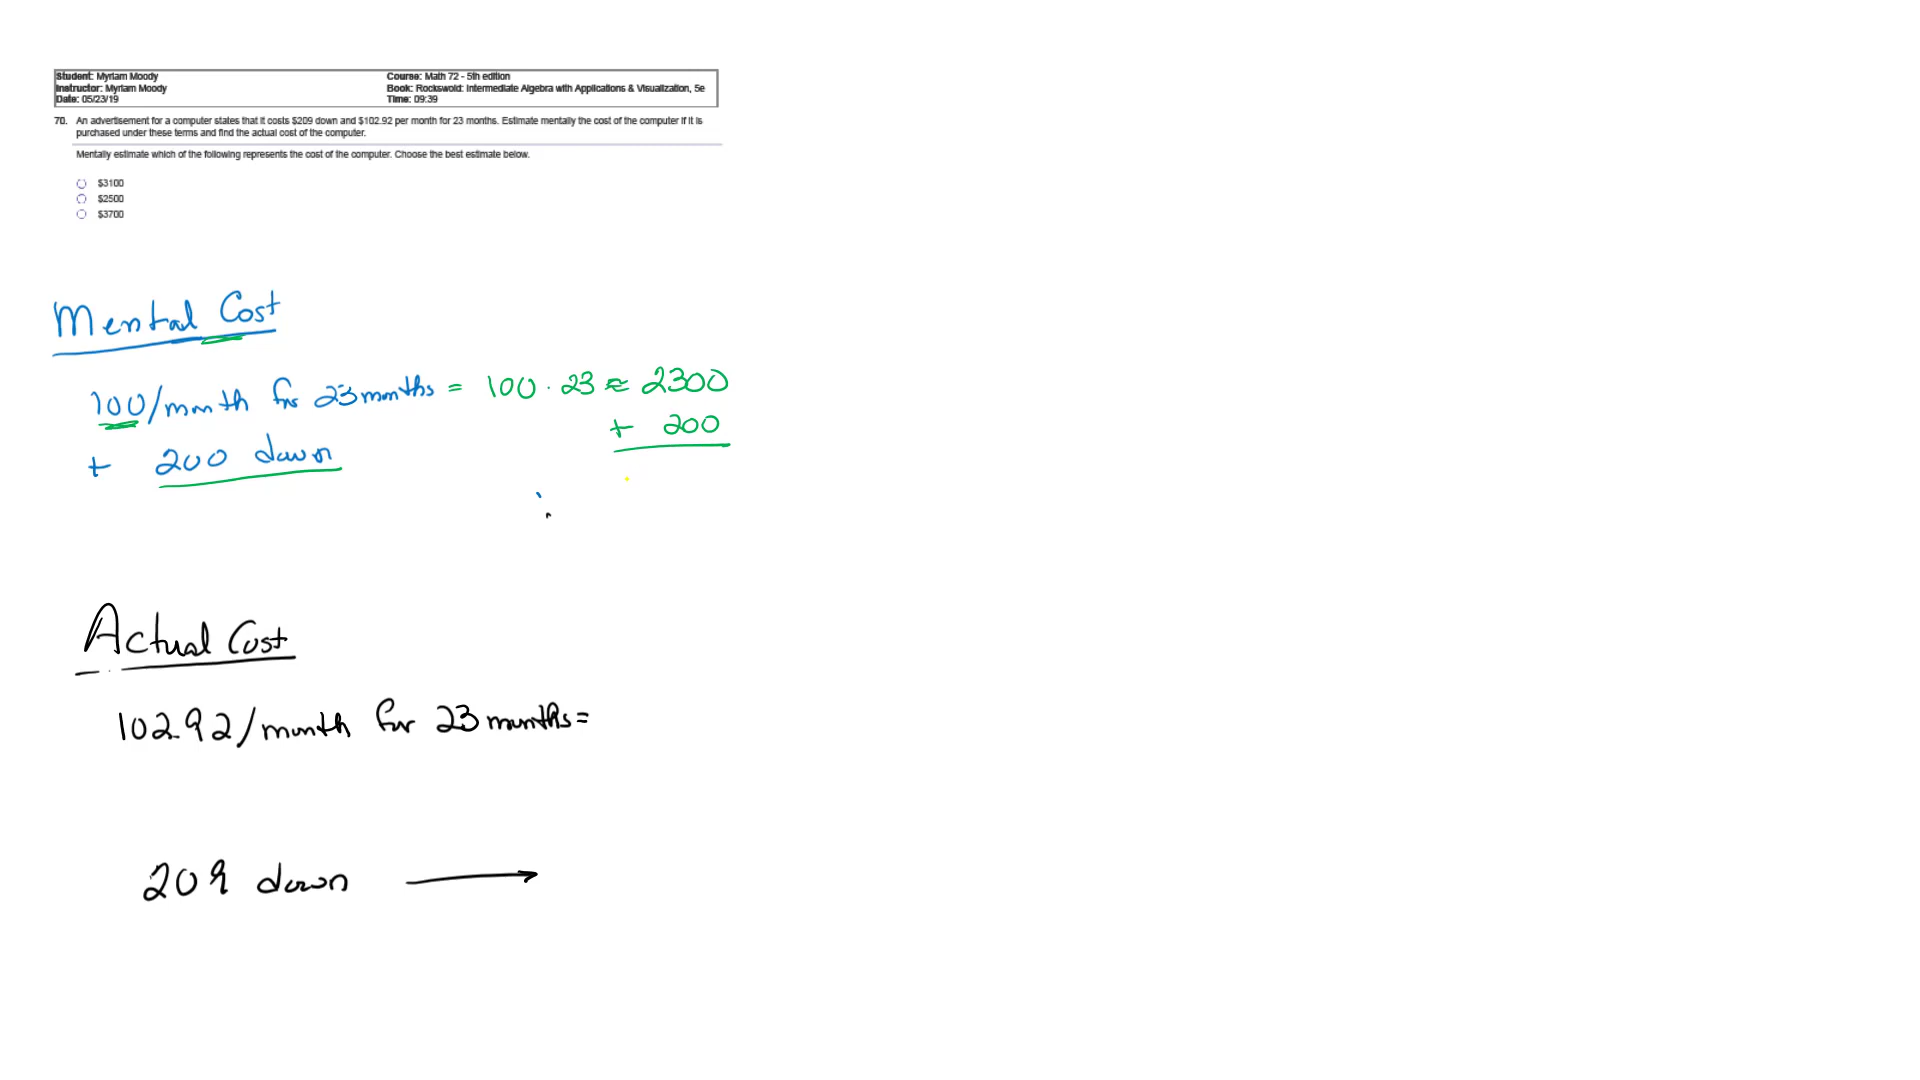 Student: Myriam Moody
Course: Math 72 - 5th edition
Instructor: Myriam Moody
Book: Rockswold: Intermediate Algebra with Applications & Visualization, 5e
Date: 05/23/19
Time: 09:39
70. An advertisement for a computer states that it costs $209 down and $102.92 per month for 23 months. Estimate mentally the cost of the computer if it is
purchased under these terms and find the actual cost of the computer.
Mentally estimate which of the following represents the cost of the computer. Choose the best estimate below.
$3100
$2500
$3700
Mental Cost
100/month for 23 months = 100 · 23 ≈ 2300
+ 200 down
+ 200
Actual Cost
102.92/month for 23 months =
209 down →